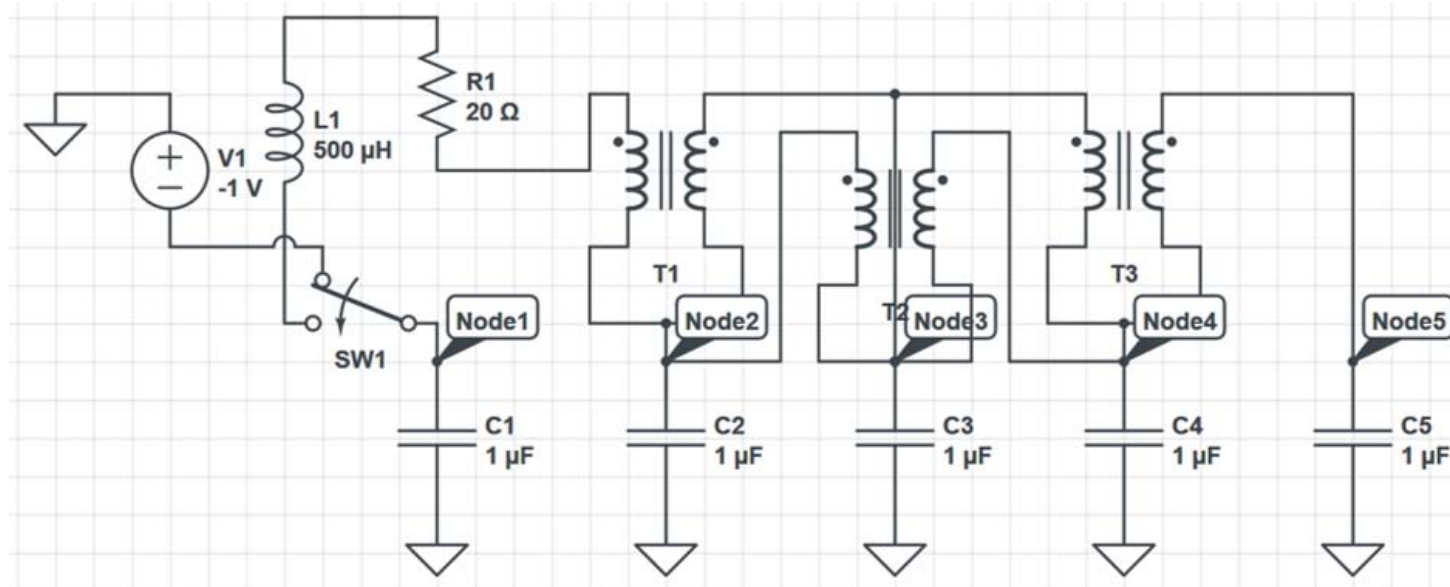 R1
20 Ω
L1
500 µH
+
V1
−
-1 V
T1
T2
T3
Node1
Node2
Node3
Node4
Node5
SW1
C1
1 µF
C2
1 µF
C3
1 µF
C4
1 µF
C5
1 µF